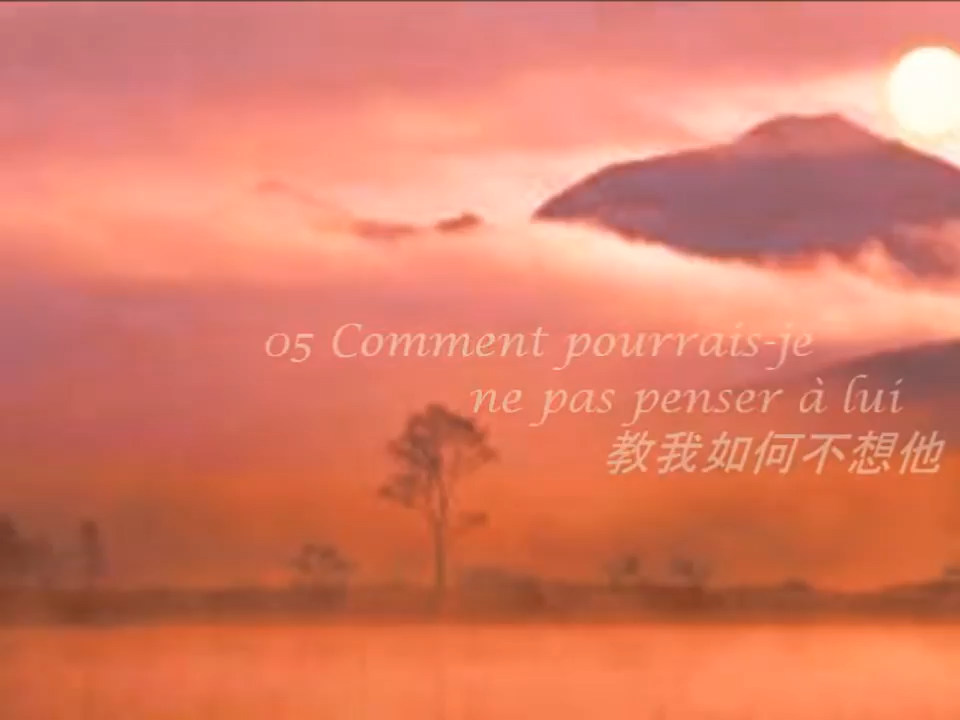 05 Comment pourrais-je
ne pas penser à lui
教我如何不想他